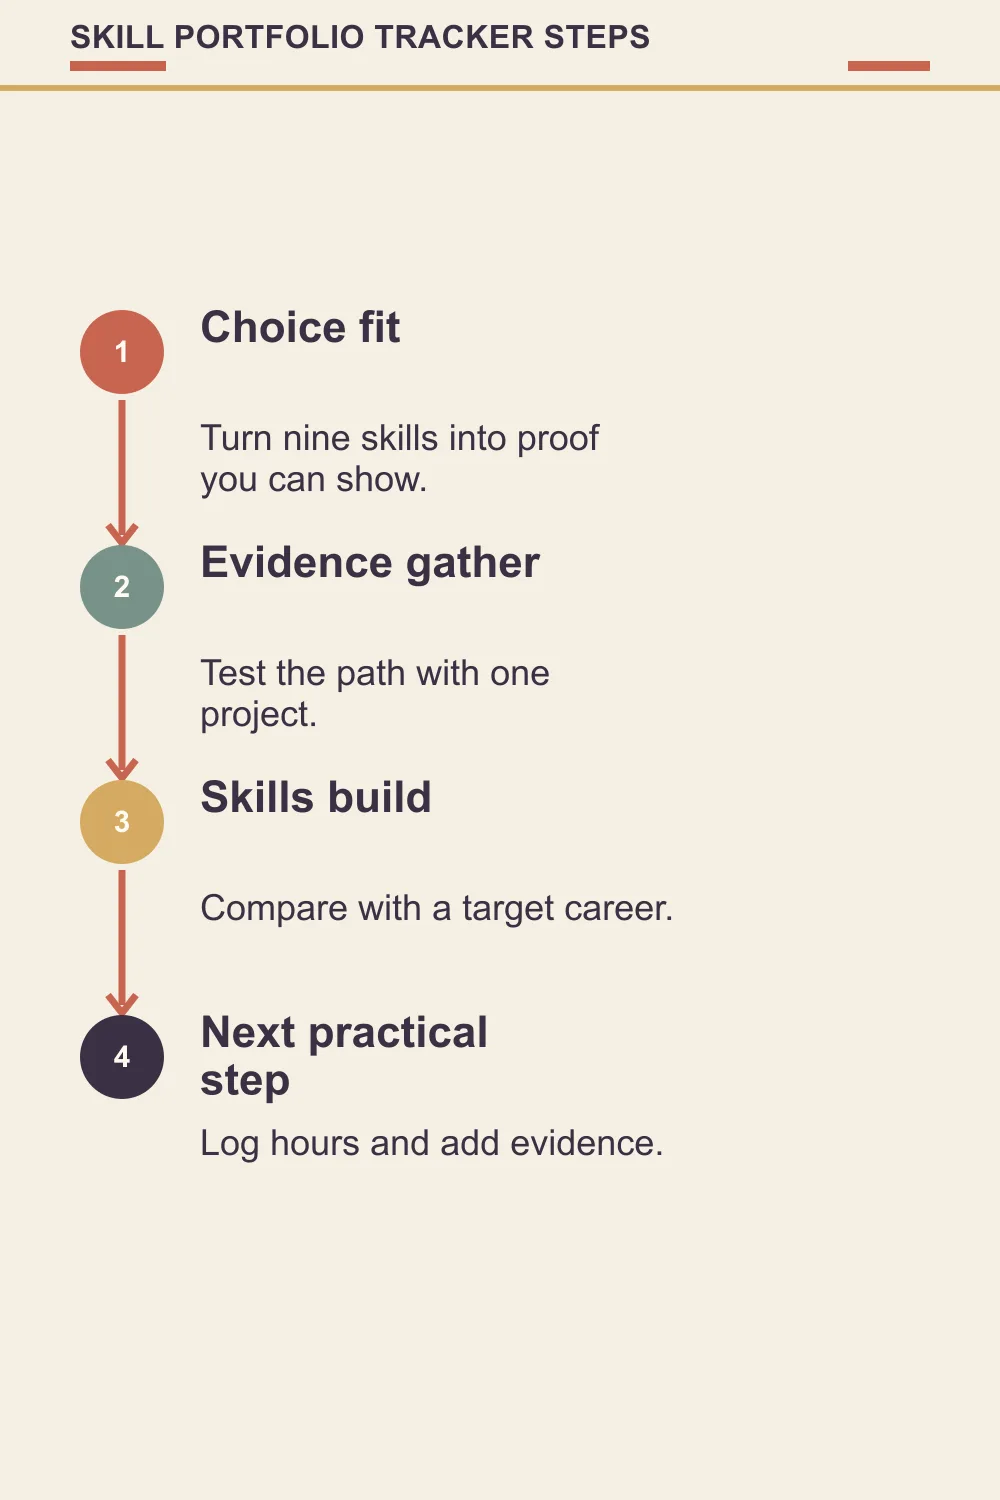 SKILL PORTFOLIO TRACKER STEPS
1
Choice fit
Turn nine skills into proof
you can show.
2
Evidence gather
Test the path with one
project.
3
Skills build
Compare with a target career.
4
Next practical
step
Log hours and add evidence.